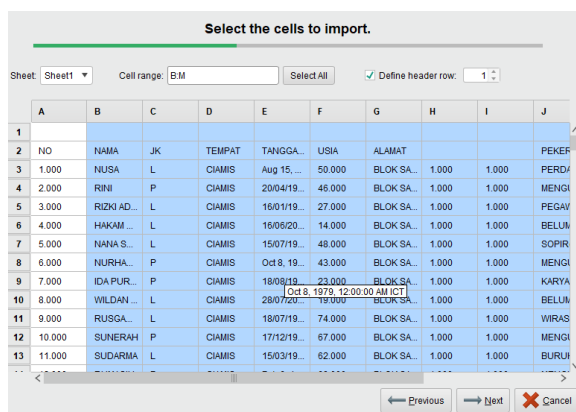 Select the cells to import.
Sheet: Sheet1 Cell range: B:M Select All Define header row: 1
A B C D E F G H I J
1
2 NO NAMA JK TEMPAT TANGGA... USIA ALAMAT PEKER
3 1.000 NUSA L CIAMIS Aug 15, ... 50.000 BLOK SA... 1.000 1.000 PERDA
4 2.000 RINI P CIAMIS 20/04/19... 46.000 BLOK SA... 1.000 1.000 MENGU
5 3.000 RIZKI AD... L CIAMIS 16/01/19... 27.000 BLOK SA... 1.000 1.000 PEGAW
6 4.000 HAKAM ... L CIAMIS 16/06/20... 14.000 BLOK SA... 1.000 1.000 BELUM
7 5.000 NANA S... L CIAMIS 15/07/19... 48.000 BLOK SA... 1.000 1.000 SOPIR
8 6.000 NURHA... P CIAMIS Oct 8, 19... 43.000 BLOK SA... 1.000 1.000 MENGU
9 7.000 IDA PUR... P CIAMIS 18/08/19... 23.000 BLOK SA... 1.000 1.000 KARYA
Oct 8, 1979, 12:00:00 AM ICT
10 8.000 WILDAN ... L CIAMIS 28/07/20... 19.000 BLOK SA... 1.000 1.000 BELUM
11 9.000 RUSGA... L CIAMIS 18/07/19... 74.000 BLOK SA... 1.000 1.000 WIRAS
12 10.000 SUNERAH P CIAMIS 17/12/19... 67.000 BLOK SA... 1.000 1.000 MENGU
13 11.000 SUDARMA L CIAMIS 15/03/19... 62.000 BLOK SA... 1.000 1.000 BURUH
Previous Next Cancel